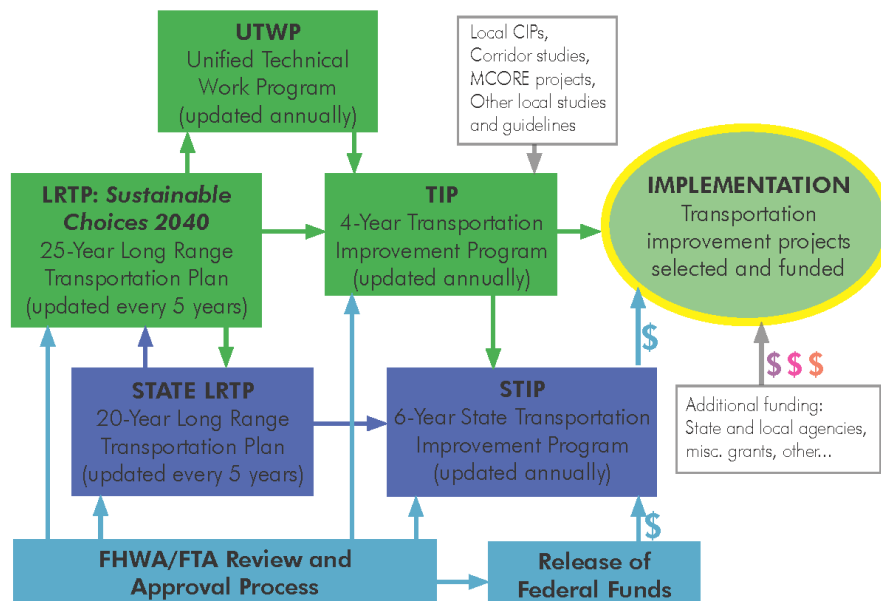 UTWP
Unified Technical
Work Program
(updated annually)
Local CIPs,
Corridor studies,
MCORE projects,
Other local studies
and guidelines
LRTP: Sustainable
Choices 2040
25-Year Long Range
Transportation Plan
(updated every 5 years)
TIP
4-Year Transportation
Improvement Program
(updated annually)
IMPLEMENTATION
Transportation
improvement projects
selected and funded
$
$ $ $
STATE LRTP
20-Year Long Range
Transportation Plan
(updated every 5 years)
STIP
6-Year State Transportation
Improvement Program
(updated annually)
Additional funding:
State and local agencies,
misc. grants, other...
$
FHWA/FTA Review and
Approval Process
Release of
Federal Funds